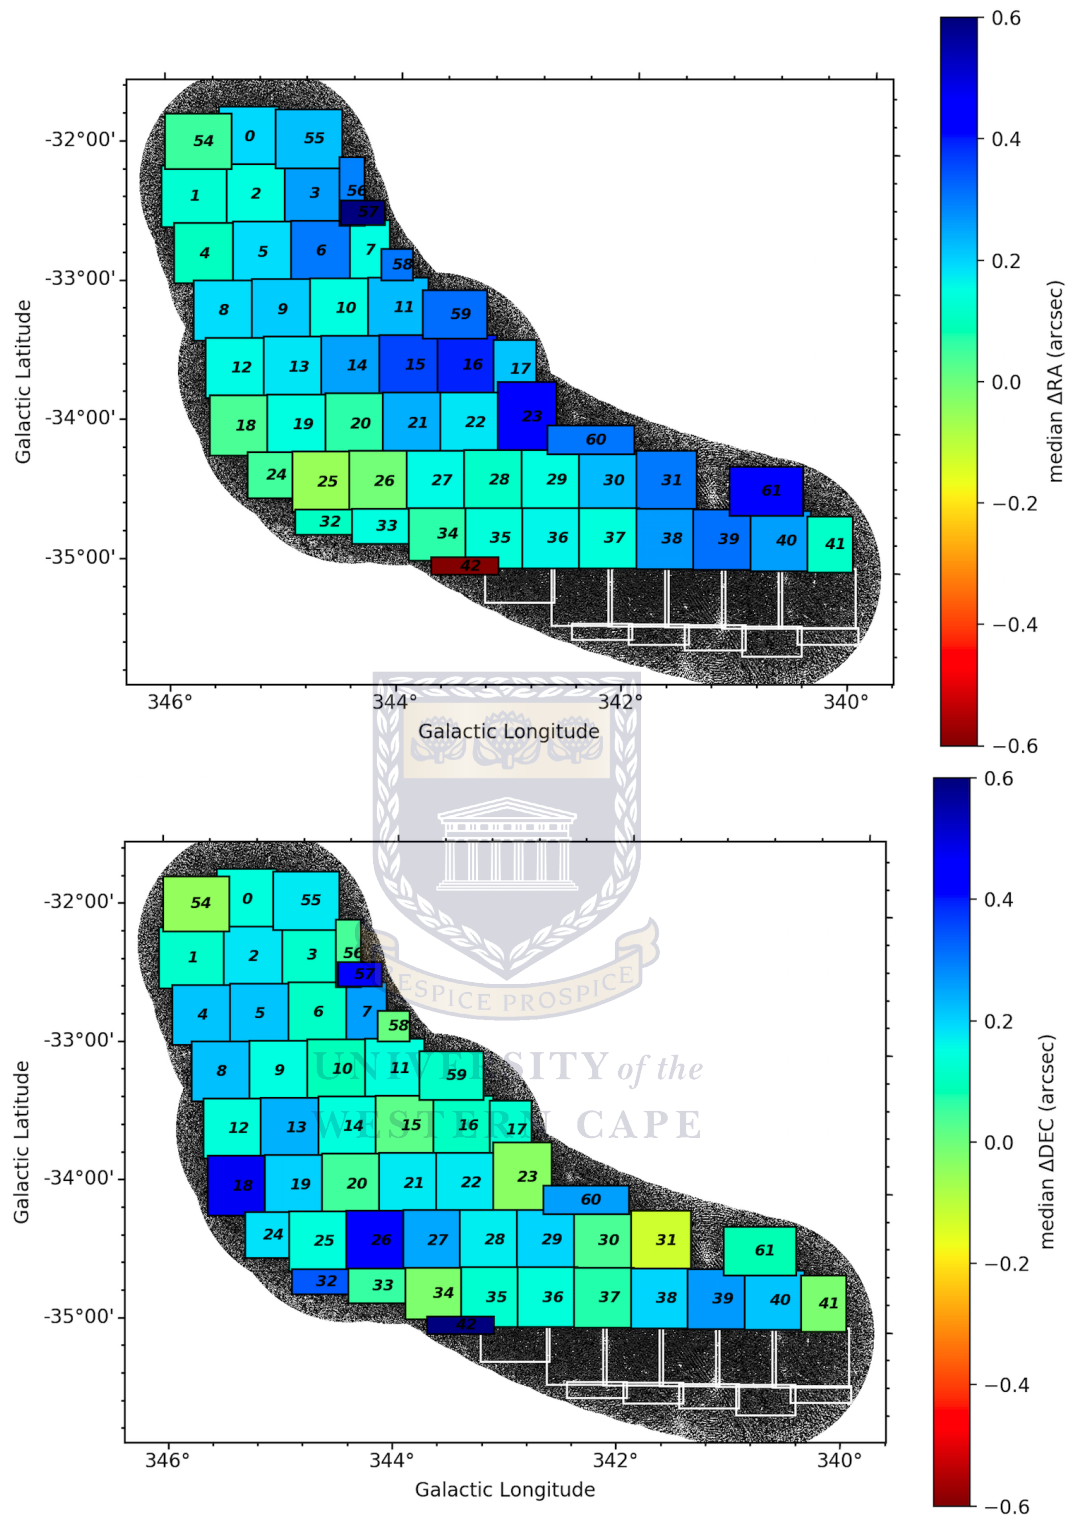 0.6
-32°00'
54 0 55
0.4
1 2 3 56
57
4 5 6 7 58
-33°00'
0.2
8 9 10 11 59
12 13 14 15 16 17
0.0
median ΔRA (arcsec)
Galactic Latitude
-34°00'
18 19 20 21 22 23
60
24 25 26 27 28 29 30 31 61
−0.2
32 33 34 35 36 37 38 39 40 41
-35°00'
42
−0.4
346° 344° 342° 340°
Galactic Longitude
−0.6
0.6
-32°00'
54 0 55
0.4
1 2 3 56
57
4 5 6 7 58
ESPICE PROSPICE
-33°00'
0.2
8 9 10 11 59
UNIVERSITY of the
12 13 14 15 16 17
WESTERN CAPE
0.0
median ΔDEC (arcsec)
Galactic Latitude
-34°00'
18 19 20 21 22 23
60
24 25 26 27 28 29 30 31 61
−0.2
32 33 34 35 36 37 38 39 40 41
-35°00'
42
−0.4
346° 344° 342° 340°
Galactic Longitude
−0.6